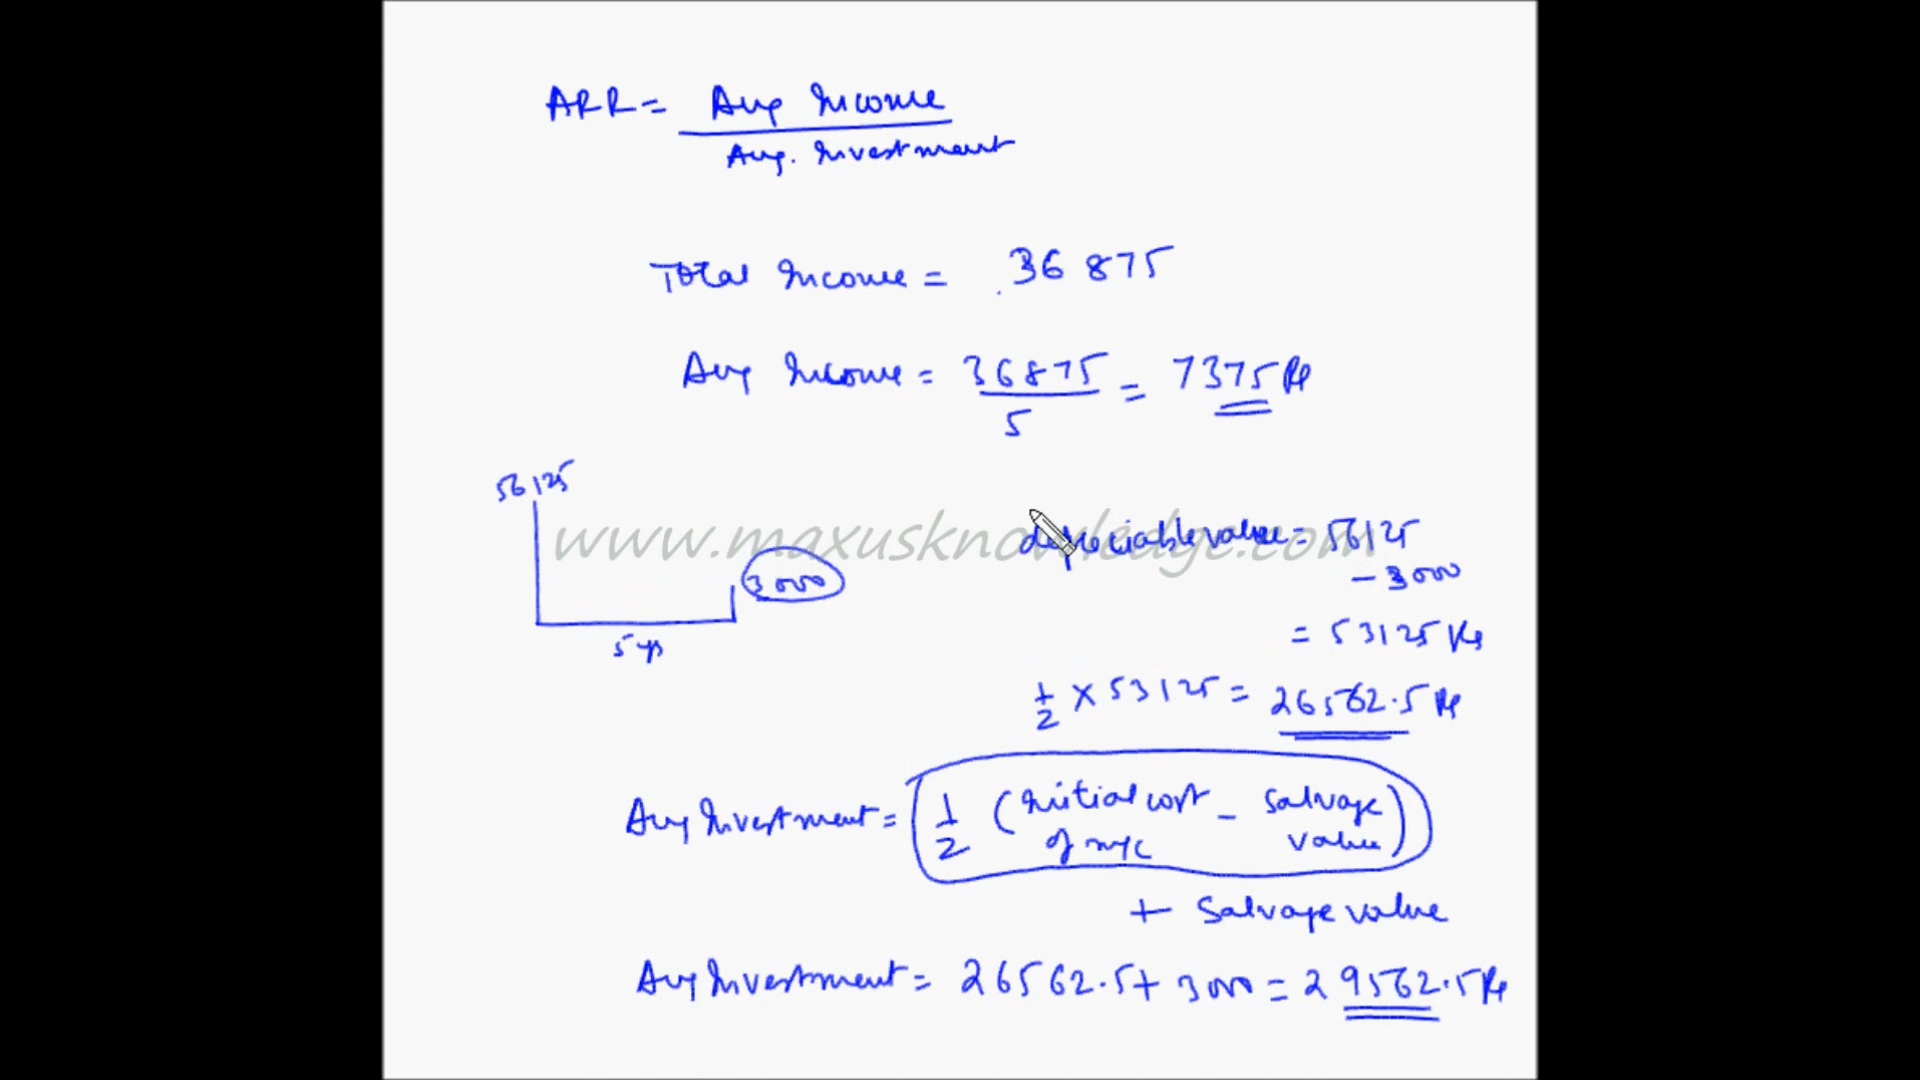 ARR = Avg Income
Avg. Investment
Total Income = 36875
Avg Income = 36875 = 7375 Rs
5
56125
www.maxusknowledge.com
depreciable value = 56125
3000
- 3000
= 53125 Rs
5 yrs
1/2 X 53125 = 26562.5 Rs
Avg Investment = 1/2 (Initial cost - Salvage
of m/c value)
+ Salvage value
Avg Investment = 26562.5 + 3000 = 29562.5 Rs